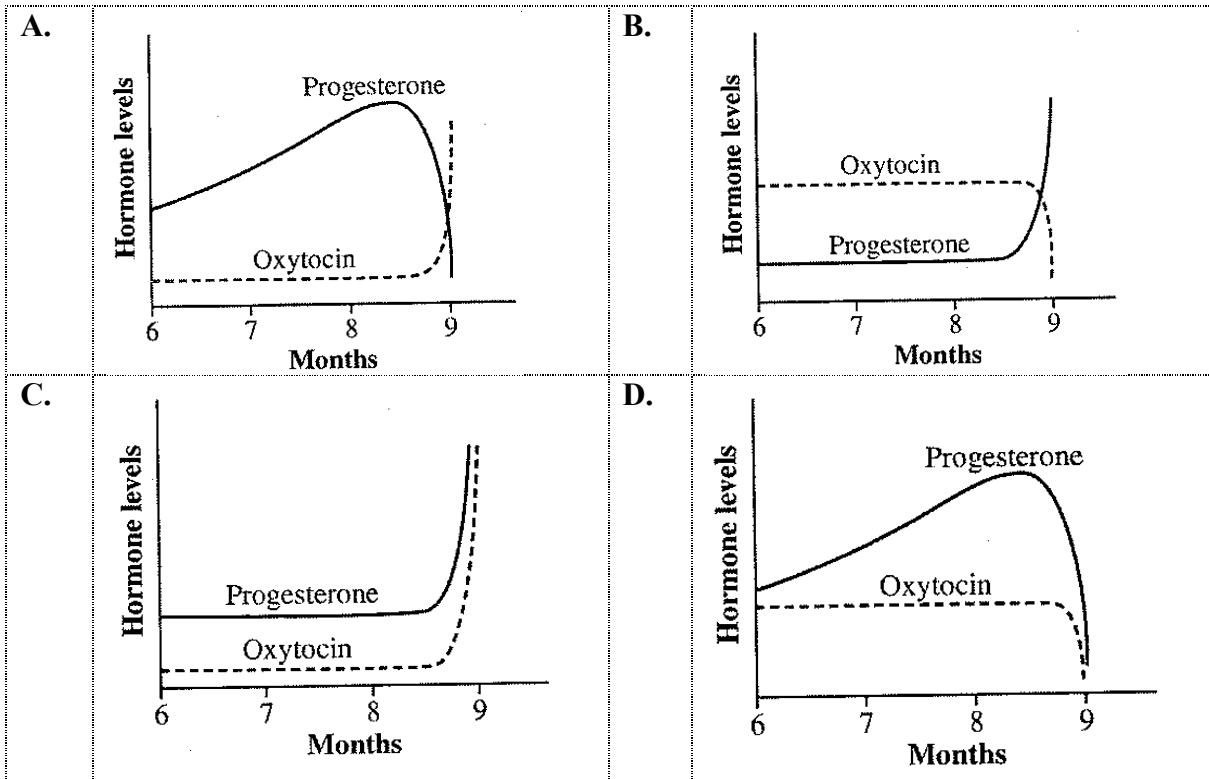 A.
Hormone levels
Progesterone
Oxytocin
6 7 8 9
Months
B.
Hormone levels
Oxytocin
Progesterone
6 7 8 9
Months
C.
Hormone levels
Progesterone
Oxytocin
6 7 8 9
Months
D.
Hormone levels
Progesterone
Oxytocin
6 7 8 9
Months